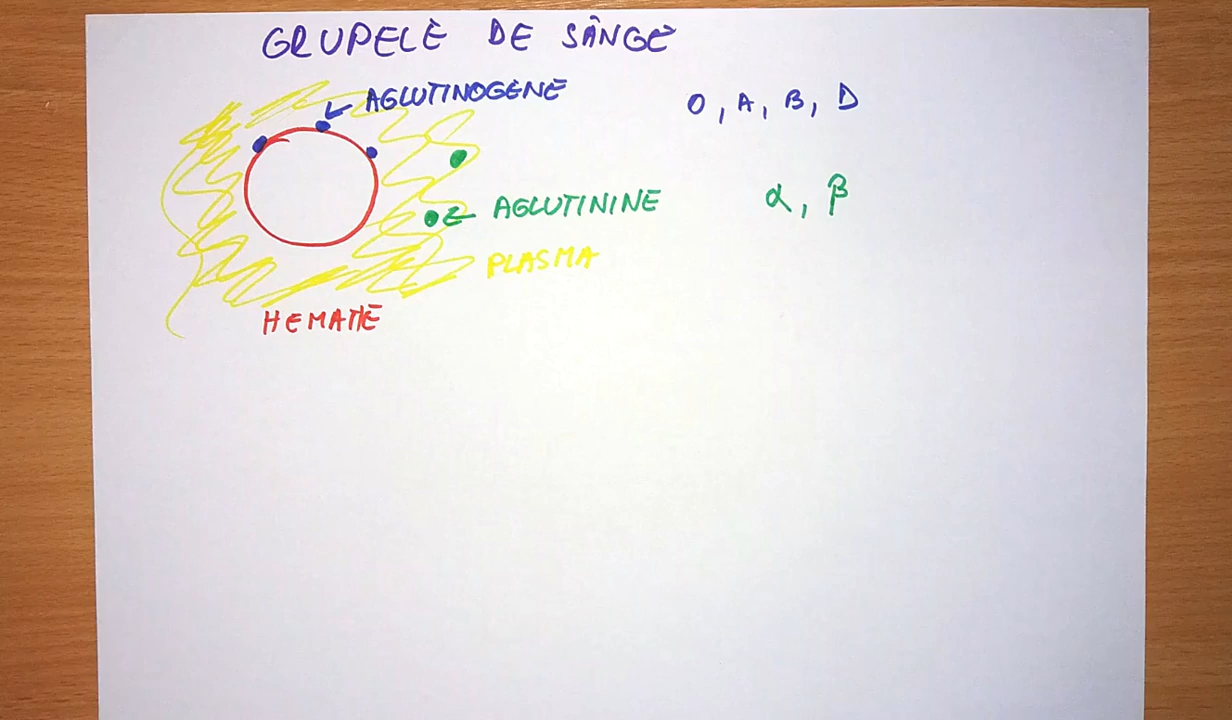 GRUPELE DE SÂNGE
AGLUTINOGENE
O, A, B, D
AGLUTININE
α, β
PLASMA
HEMATIE